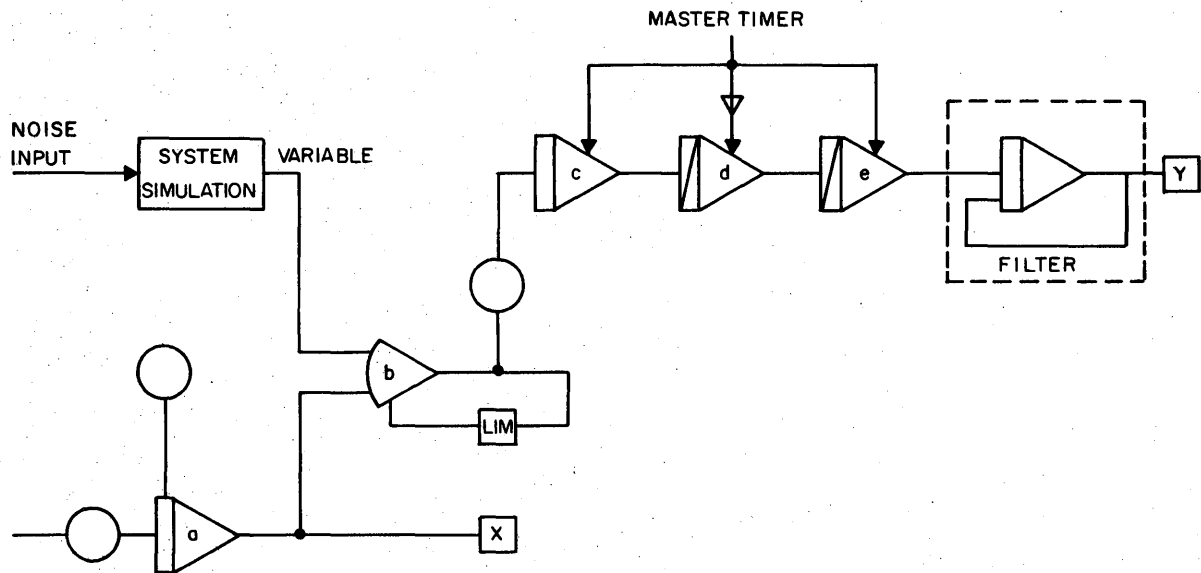 MASTER TIMER
NOISE
INPUT
SYSTEM
SIMULATION
VARIABLE
c
d
e
Y
FILTER
b
LIM
a
X